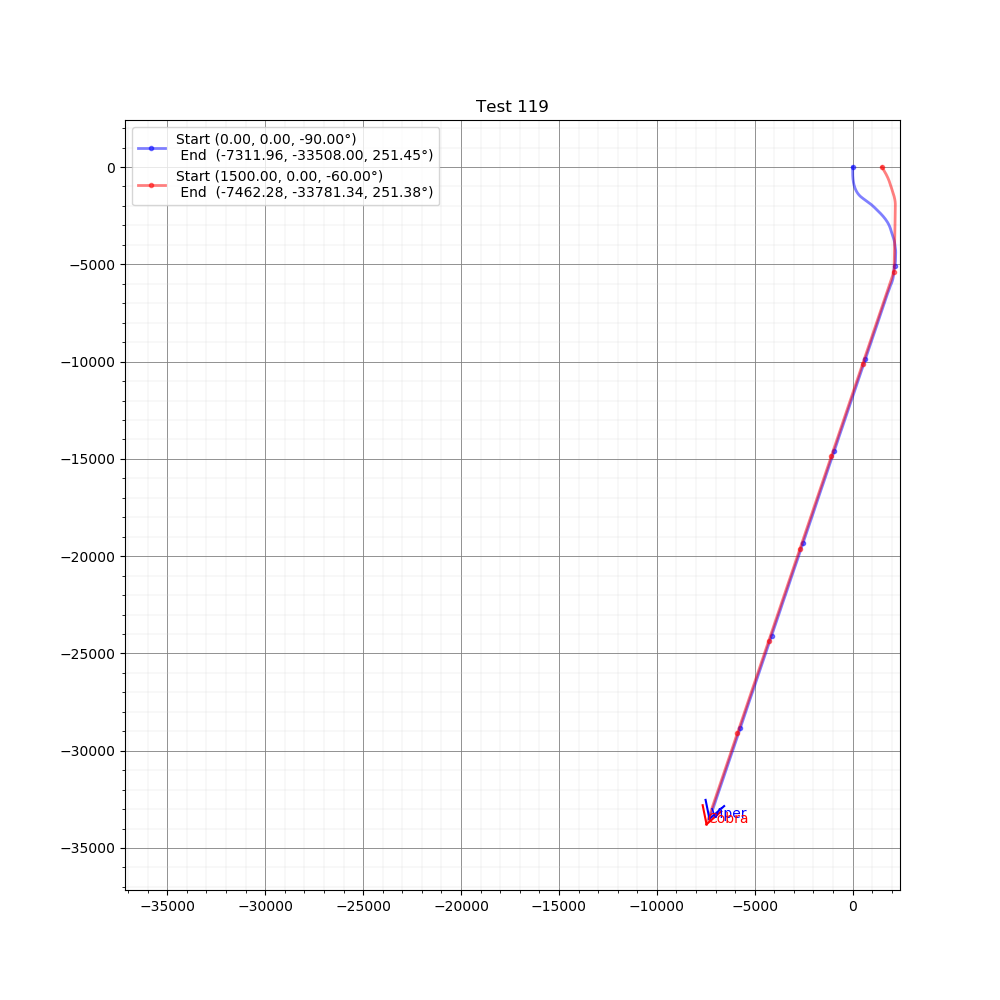 Test 119
Start (0.00, 0.00, -90.00°)
End (-7311.96, -33508.00, 251.45°)
Start (1500.00, 0.00, -60.00°)
End (-7462.28, -33781.34, 251.38°)
0
−5000
−10000
−15000
−20000
−25000
−30000
−35000
Viper
Cobra
−35000 −30000 −25000 −20000 −15000 −10000 −5000 0